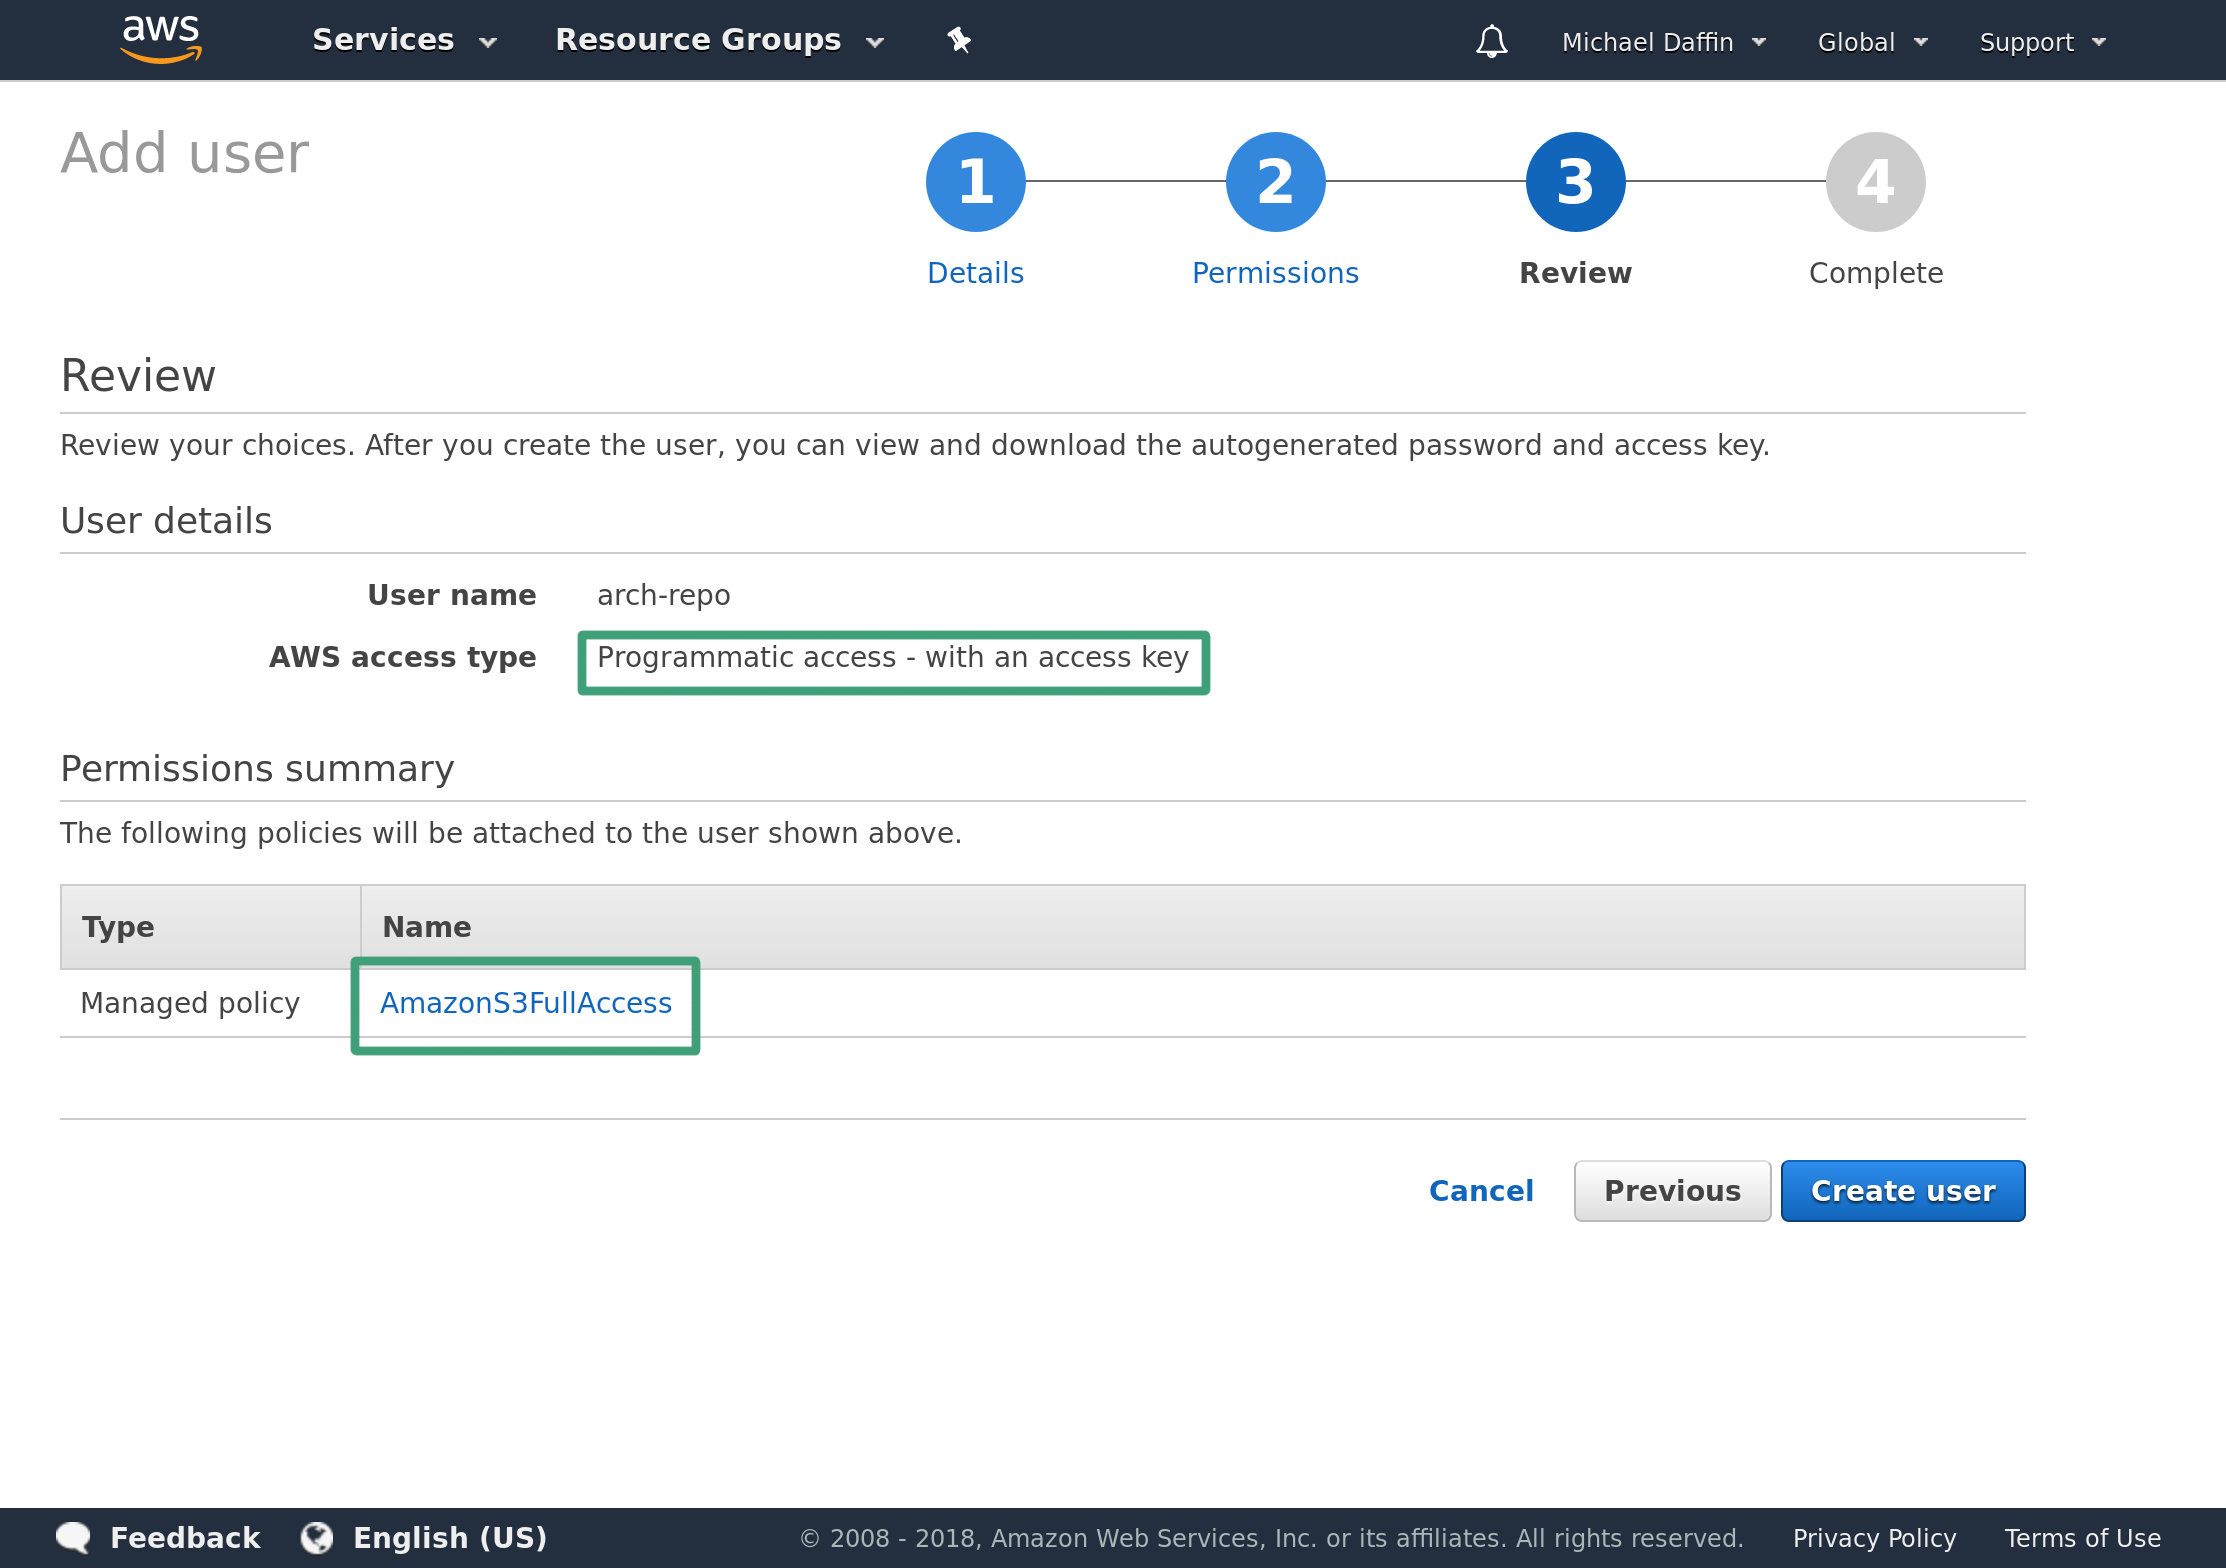 aws Services Resource Groups Michael Daffin Global Support
Add user
1 2 3 4
Details Permissions Review Complete
Review
Review your choices. After you create the user, you can view and download the autogenerated password and access key.
User details
User name arch-repo
AWS access type Programmatic access - with an access key
Permissions summary
The following policies will be attached to the user shown above.
Type Name
Managed policy AmazonS3FullAccess
Cancel Previous Create user
Feedback English (US) © 2008 - 2018, Amazon Web Services, Inc. or its affiliates. All rights reserved. Privacy Policy Terms of Use